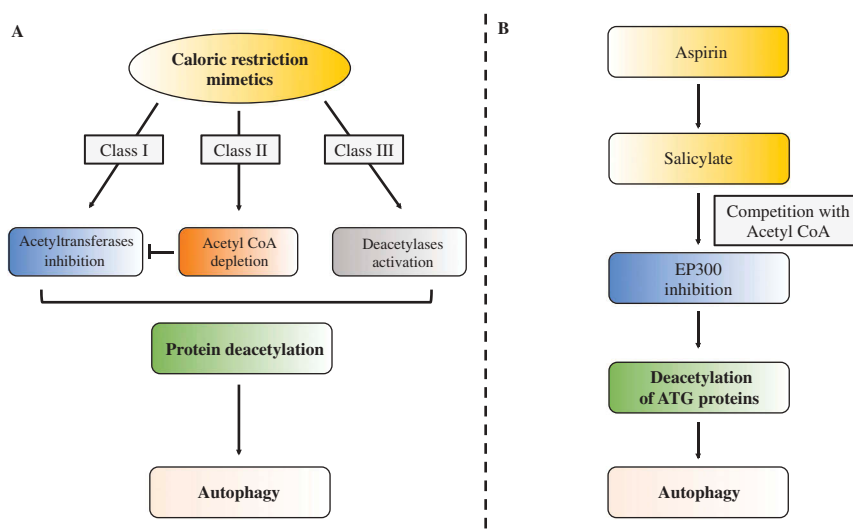 A
Caloric restriction
mimetics
Class I
Class II
Class III
Acetyltransferases
inhibition
Acetyl CoA
depletion
Deacetylases
activation
Protein deacetylation
Autophagy
B
Aspirin
Salicylate
Competition with
Acetyl CoA
EP300
inhibition
Deacetylation
of ATG proteins
Autophagy